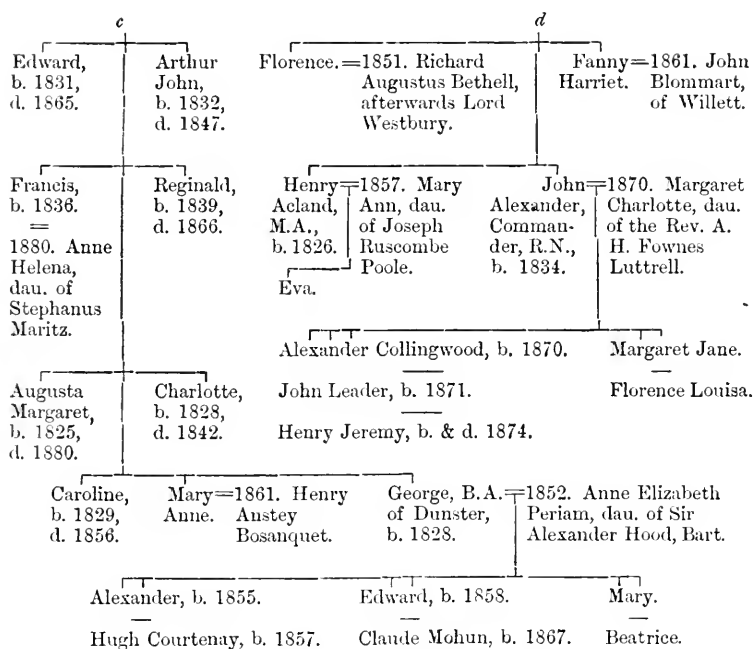 c
d
Edward,
b. 1831,
d. 1865.
Arthur
John,
b. 1832,
d. 1847.
Florence.=1851. Richard
Augustus Bethell,
afterwards Lord
Westbury.
Fanny=1861. John
Harriet. Blommart,
of Willett.
Francis,
b. 1836.
=
1880. Anne
Helena,
dau. of
Stephanus
Maritz.
Reginald,
b. 1839,
d. 1866.
Henry=1857. Mary
Acland, Ann, dau.
M.A., of Joseph
b. 1826. Ruscombe
Poole.
Eva.
John=1870. Margaret
Alexander, Charlotte, dau.
Comman- of the Rev. A.
der, R.N., H. Fownes
b. 1834. Luttrell.
Alexander Collingwood, b. 1870.
John Leader, b. 1871.
Henry Jeremy, b. & d. 1874.
Margaret Jane.
Florence Louisa.
Augusta
Margaret,
b. 1825,
d. 1880.
Charlotte,
b. 1828,
d. 1842.
Caroline,
b. 1829,
d. 1856.
Mary=1861. Henry
Anne. Anstey
Bosanquet.
George, B.A.=1852. Anne Elizabeth
of Dunster, Periam, dau. of Sir
b. 1828. Alexander Hood, Bart.
Alexander, b. 1855.
Hugh Courtenay, b. 1857.
Edward, b. 1858.
Claude Mohun, b. 1867.
Mary.
Beatrice.